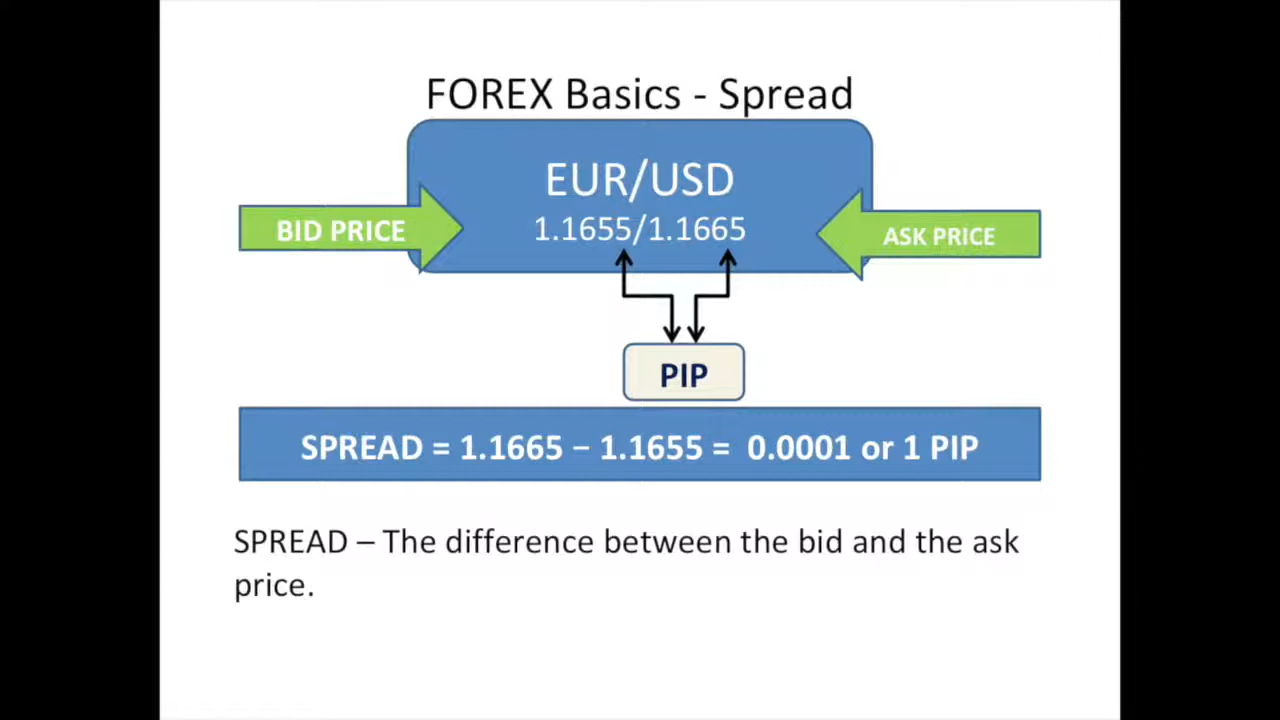 FOREX Basics - Spread
EUR/USD
BID PRICE
1.1655/1.1665
ASK PRICE
PIP
SPREAD = 1.1665 – 1.1655 = 0.0001 or 1 PIP
SPREAD – The difference between the bid and the ask
price.